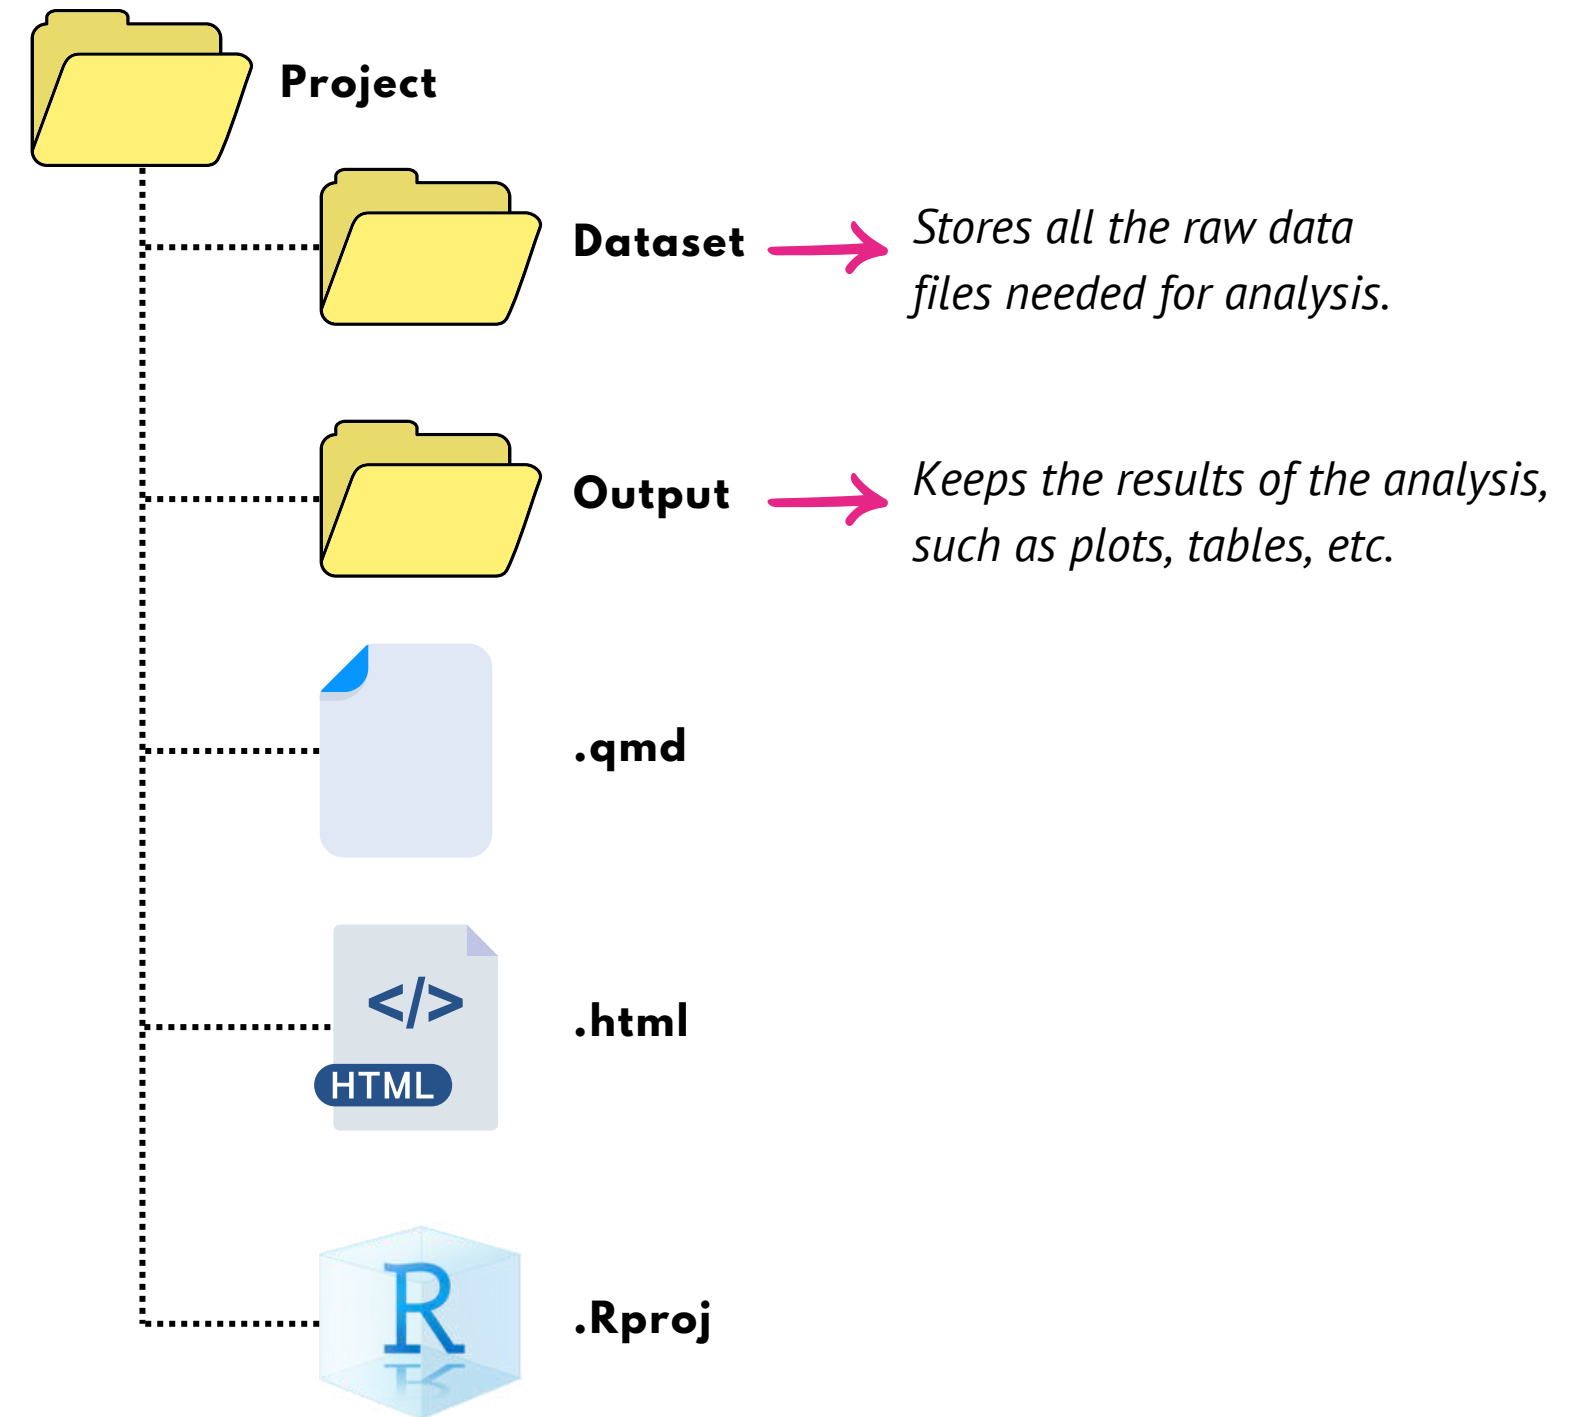 Project
Dataset
Stores all the raw data
files needed for analysis.
Output
Keeps the results of the analysis,
such as plots, tables, etc.
.qmd
</>
HTML
.html
R
.Rproj